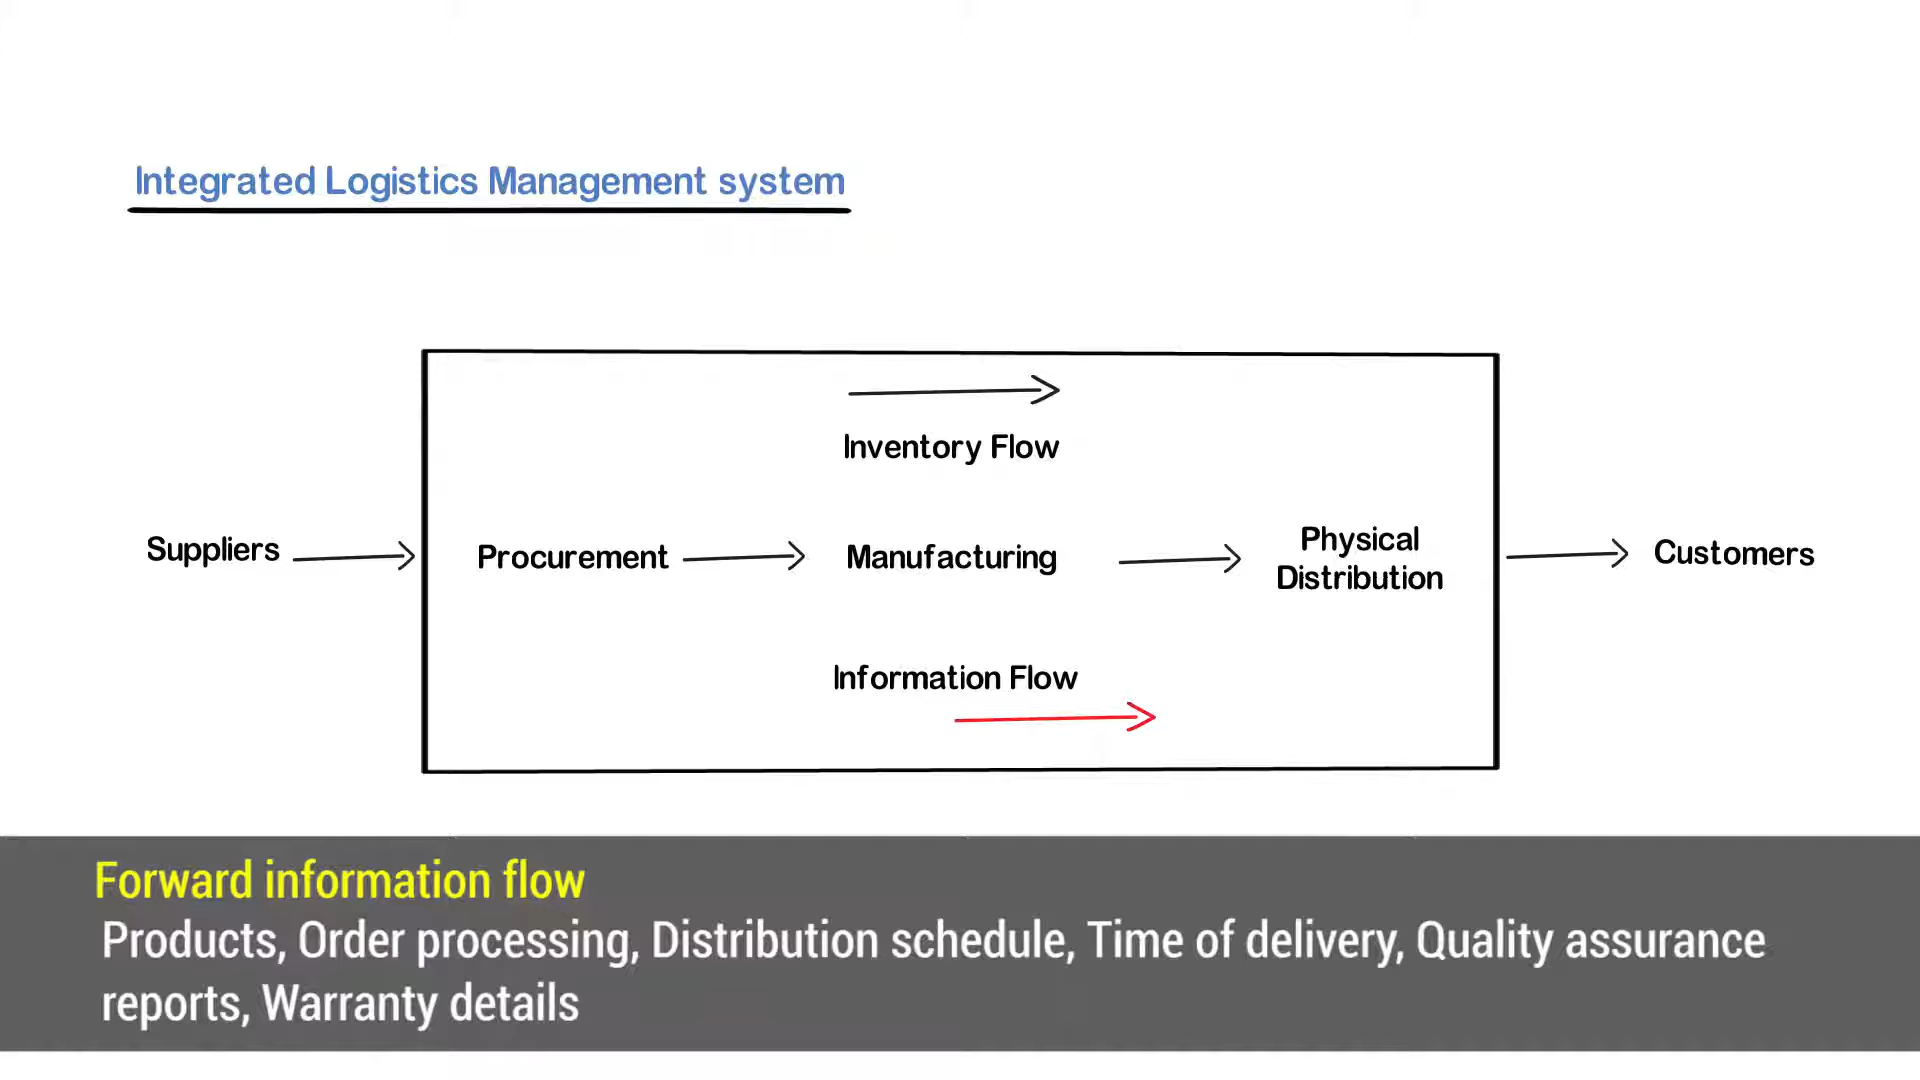 Integrated Logistics Management system
Inventory Flow
Suppliers
Procurement
Manufacturing
Physical
Distribution
Customers
Information Flow
Forward information flow
Products, Order processing, Distribution schedule, Time of delivery, Quality assurance
reports, Warranty details